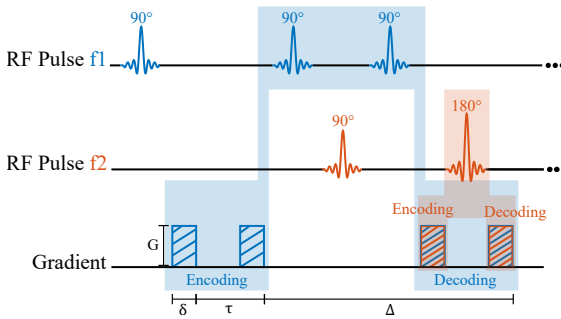 90° 90° 90°
RF Pulse f1
90° 180°
RF Pulse f2
Encoding Decoding
G
Gradient
Encoding Decoding
δ τ Δ